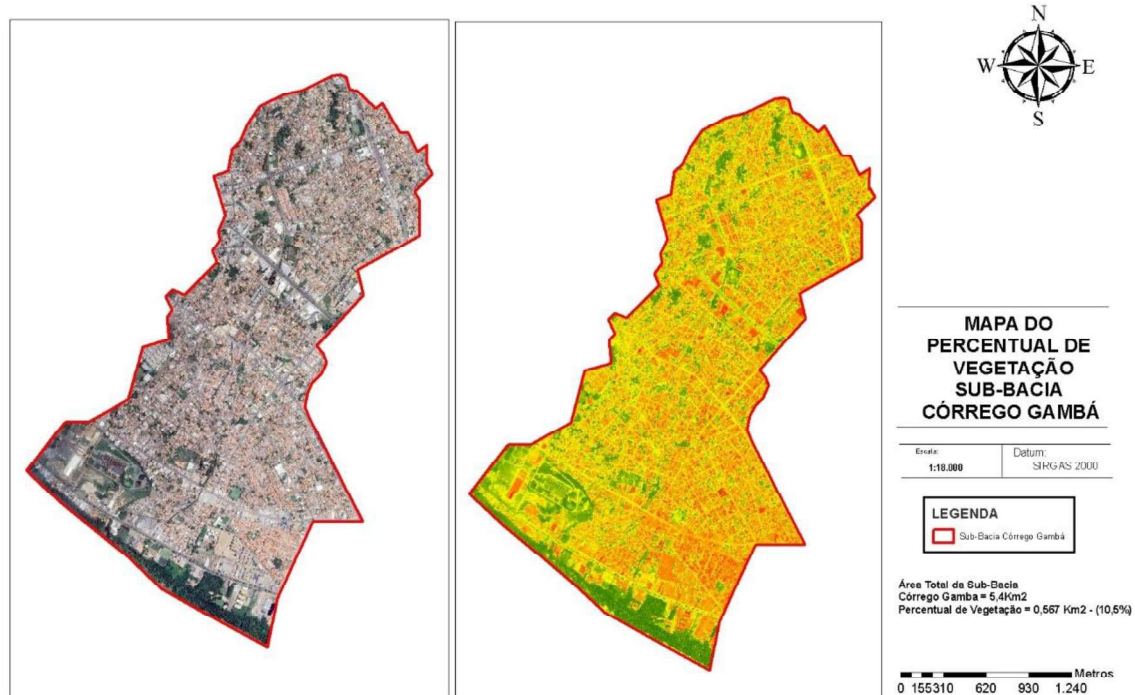 N
W E
S
MAPA DO
PERCENTUAL DE
VEGETAÇÃO
SUB-BACIA
CÓRREGO GAMBÁ
Escala:
1:18.000
Datum:
SIRGAS 2000
LEGENDA
Sub-Bacia Córrego Gambá
Área Total da Sub-Bacia
Córrego Gamba = 5,4Km2
Percentual de Vegetação = 0,567 Km2 - (10,5%)
Metros
0 155310 620 930 1.240